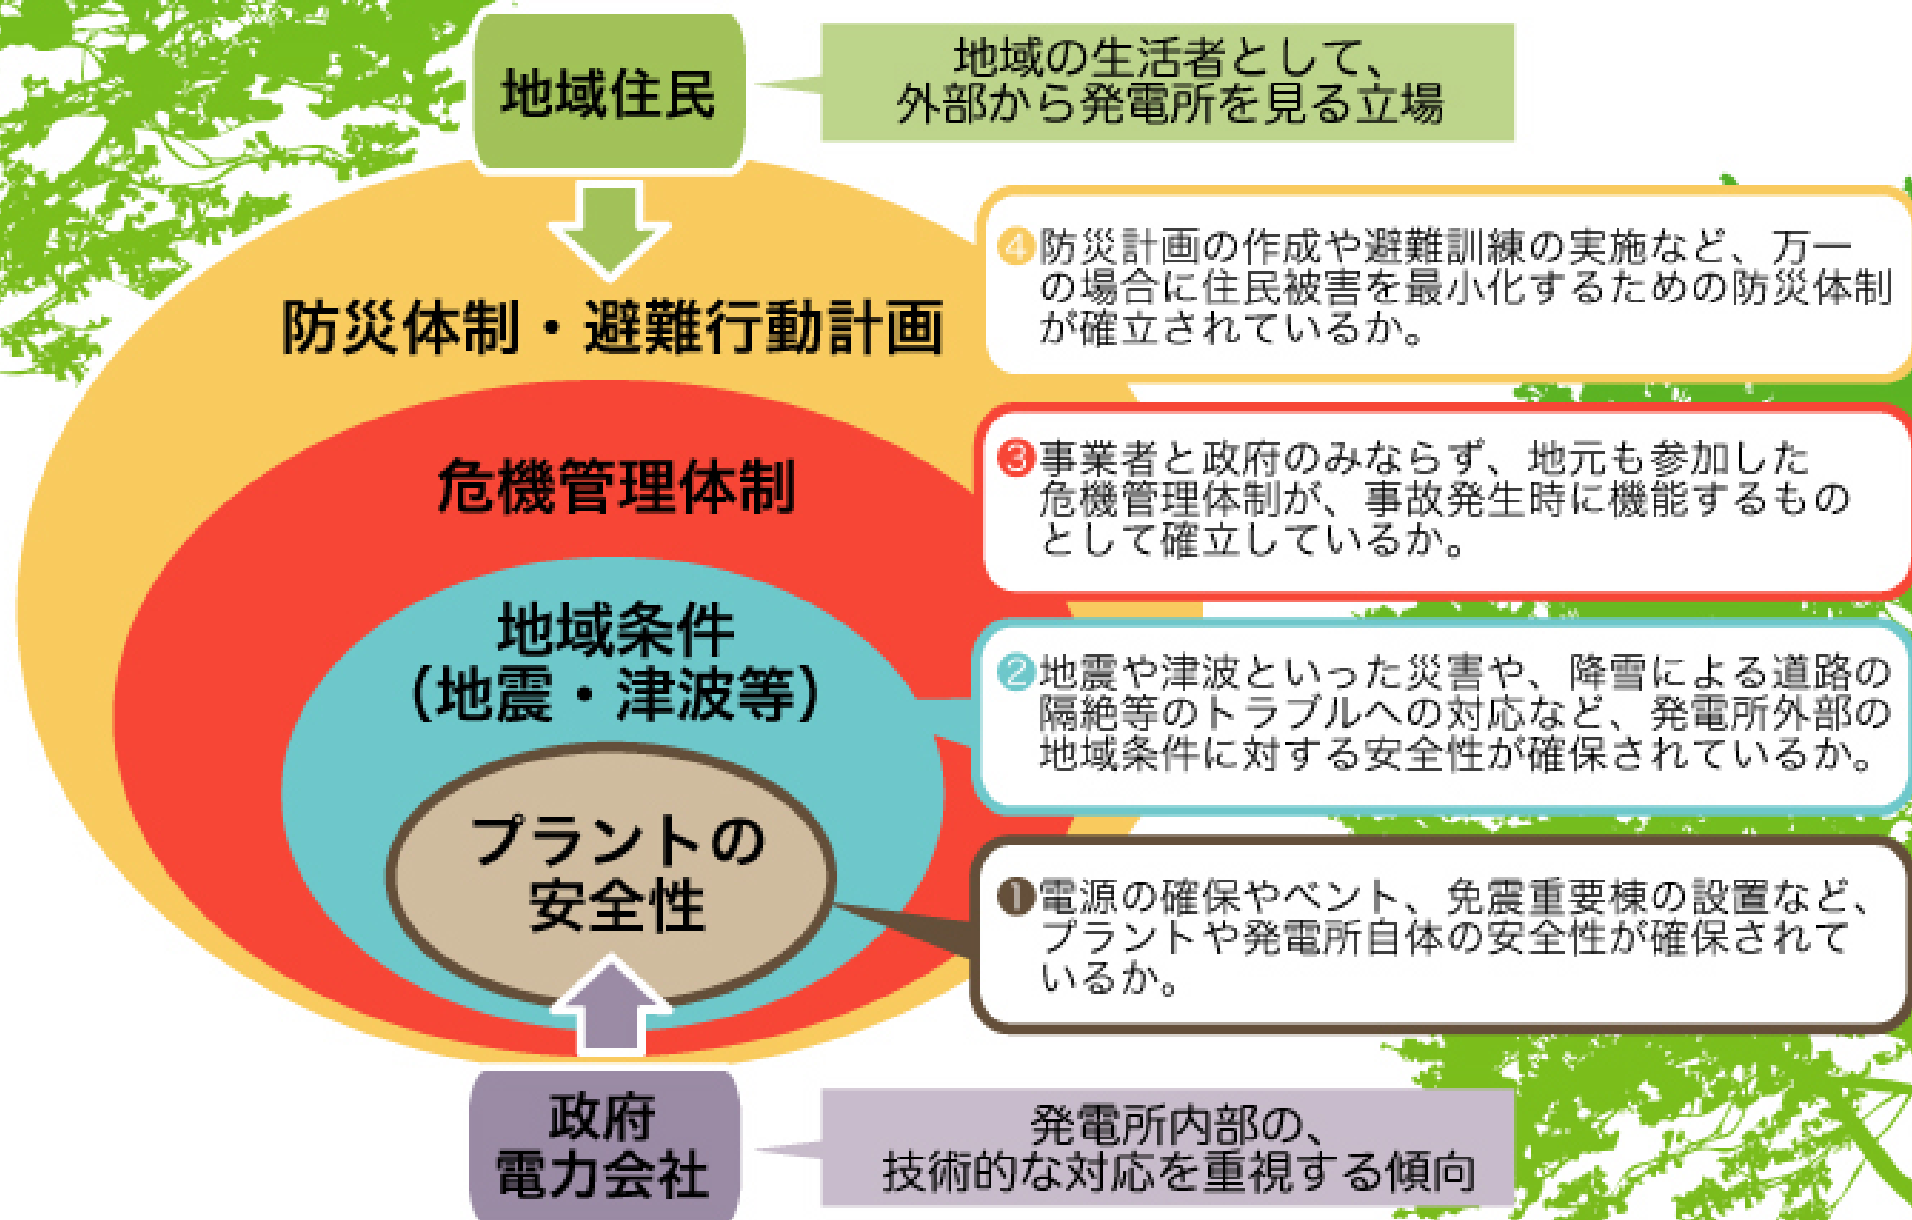 地域住民
地域の生活者として、
外部から発電所を見る立場
防災体制・避難行動計画
❹防災計画の作成や避難訓練の実施など、万一
の場合に住民被害を最小化するための防災体制
が確立されているか。
危機管理体制
❸事業者と政府のみならず、地元も参加した
危機管理体制が、事故発生時に機能するもの
として確立しているか。
地域条件
（地震・津波等）
❷地震や津波といった災害や、降雪による道路の
隔絶等のトラブルへの対応など、発電所外部の
地域条件に対する安全性が確保されているか。
プラントの
安全性
❶電源の確保やベント、免震重要棟の設置など、
プラントや発電所自体の安全性が確保されて
いるか。
政府
電力会社
発電所内部の、
技術的な対応を重視する傾向